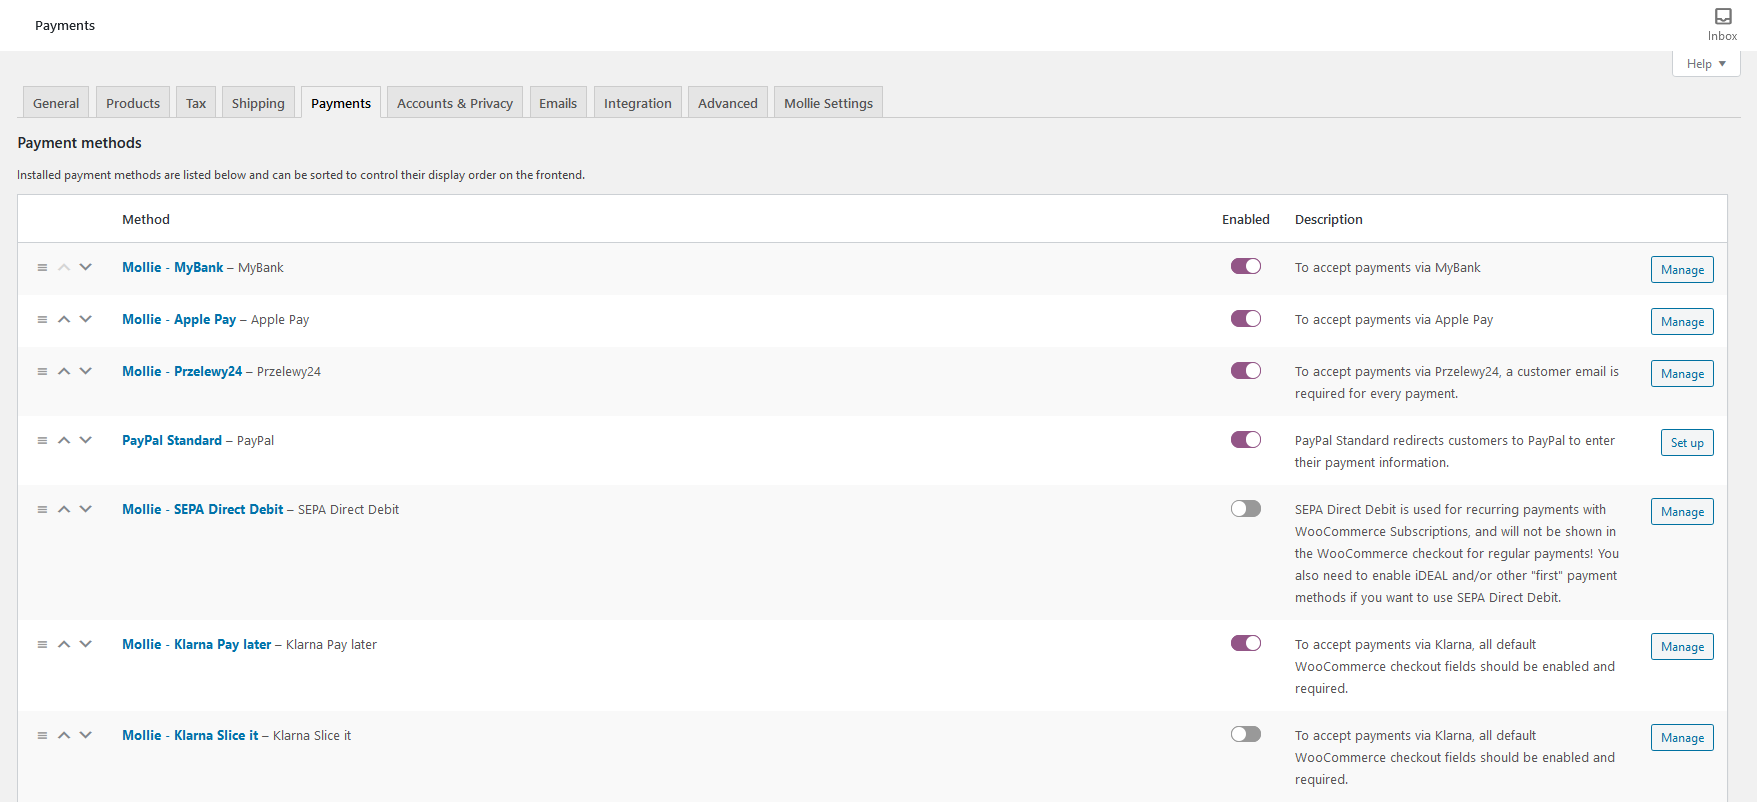 Payments
Inbox
Help
General
Products
Tax
Shipping
Payments
Accounts & Privacy
Emails
Integration
Advanced
Mollie Settings
Payment methods
Installed payment methods are listed below and can be sorted to control their display order on the frontend.
Method
Enabled
Description
Mollie - MyBank – MyBank
To accept payments via MyBank
Manage
Mollie - Apple Pay – Apple Pay
To accept payments via Apple Pay
Manage
Mollie - Przelewy24 – Przelewy24
To accept payments via Przelewy24, a customer email is
required for every payment.
Manage
PayPal Standard – PayPal
PayPal Standard redirects customers to PayPal to enter
their payment information.
Set up
Mollie - SEPA Direct Debit – SEPA Direct Debit
SEPA Direct Debit is used for recurring payments with
WooCommerce Subscriptions, and will not be shown in
the WooCommerce checkout for regular payments! You
also need to enable iDEAL and/or other "first" payment
methods if you want to use SEPA Direct Debit.
Manage
Mollie - Klarna Pay later – Klarna Pay later
To accept payments via Klarna, all default
WooCommerce checkout fields should be enabled and
required.
Manage
Mollie - Klarna Slice it – Klarna Slice it
To accept payments via Klarna, all default
WooCommerce checkout fields should be enabled and
required.
Manage